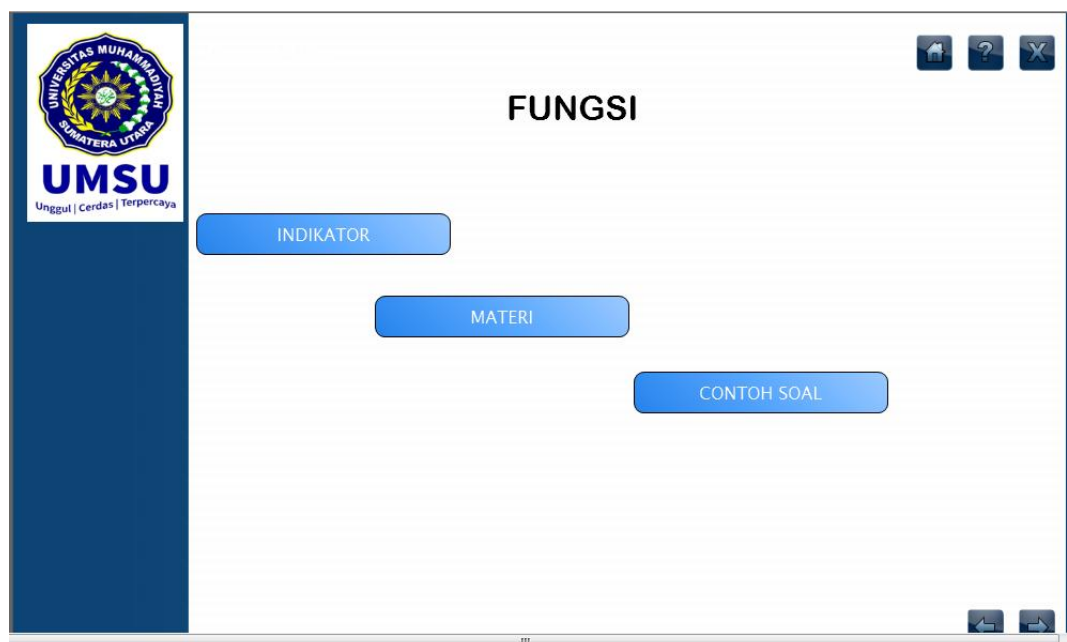 UNIVERSITAS MUHAMMADIYAH
SUMATERA UTARA
UMSU
Unggul | Cerdas | Terpercaya
? X
FUNGSI
INDIKATOR
MATERI
CONTOH SOAL